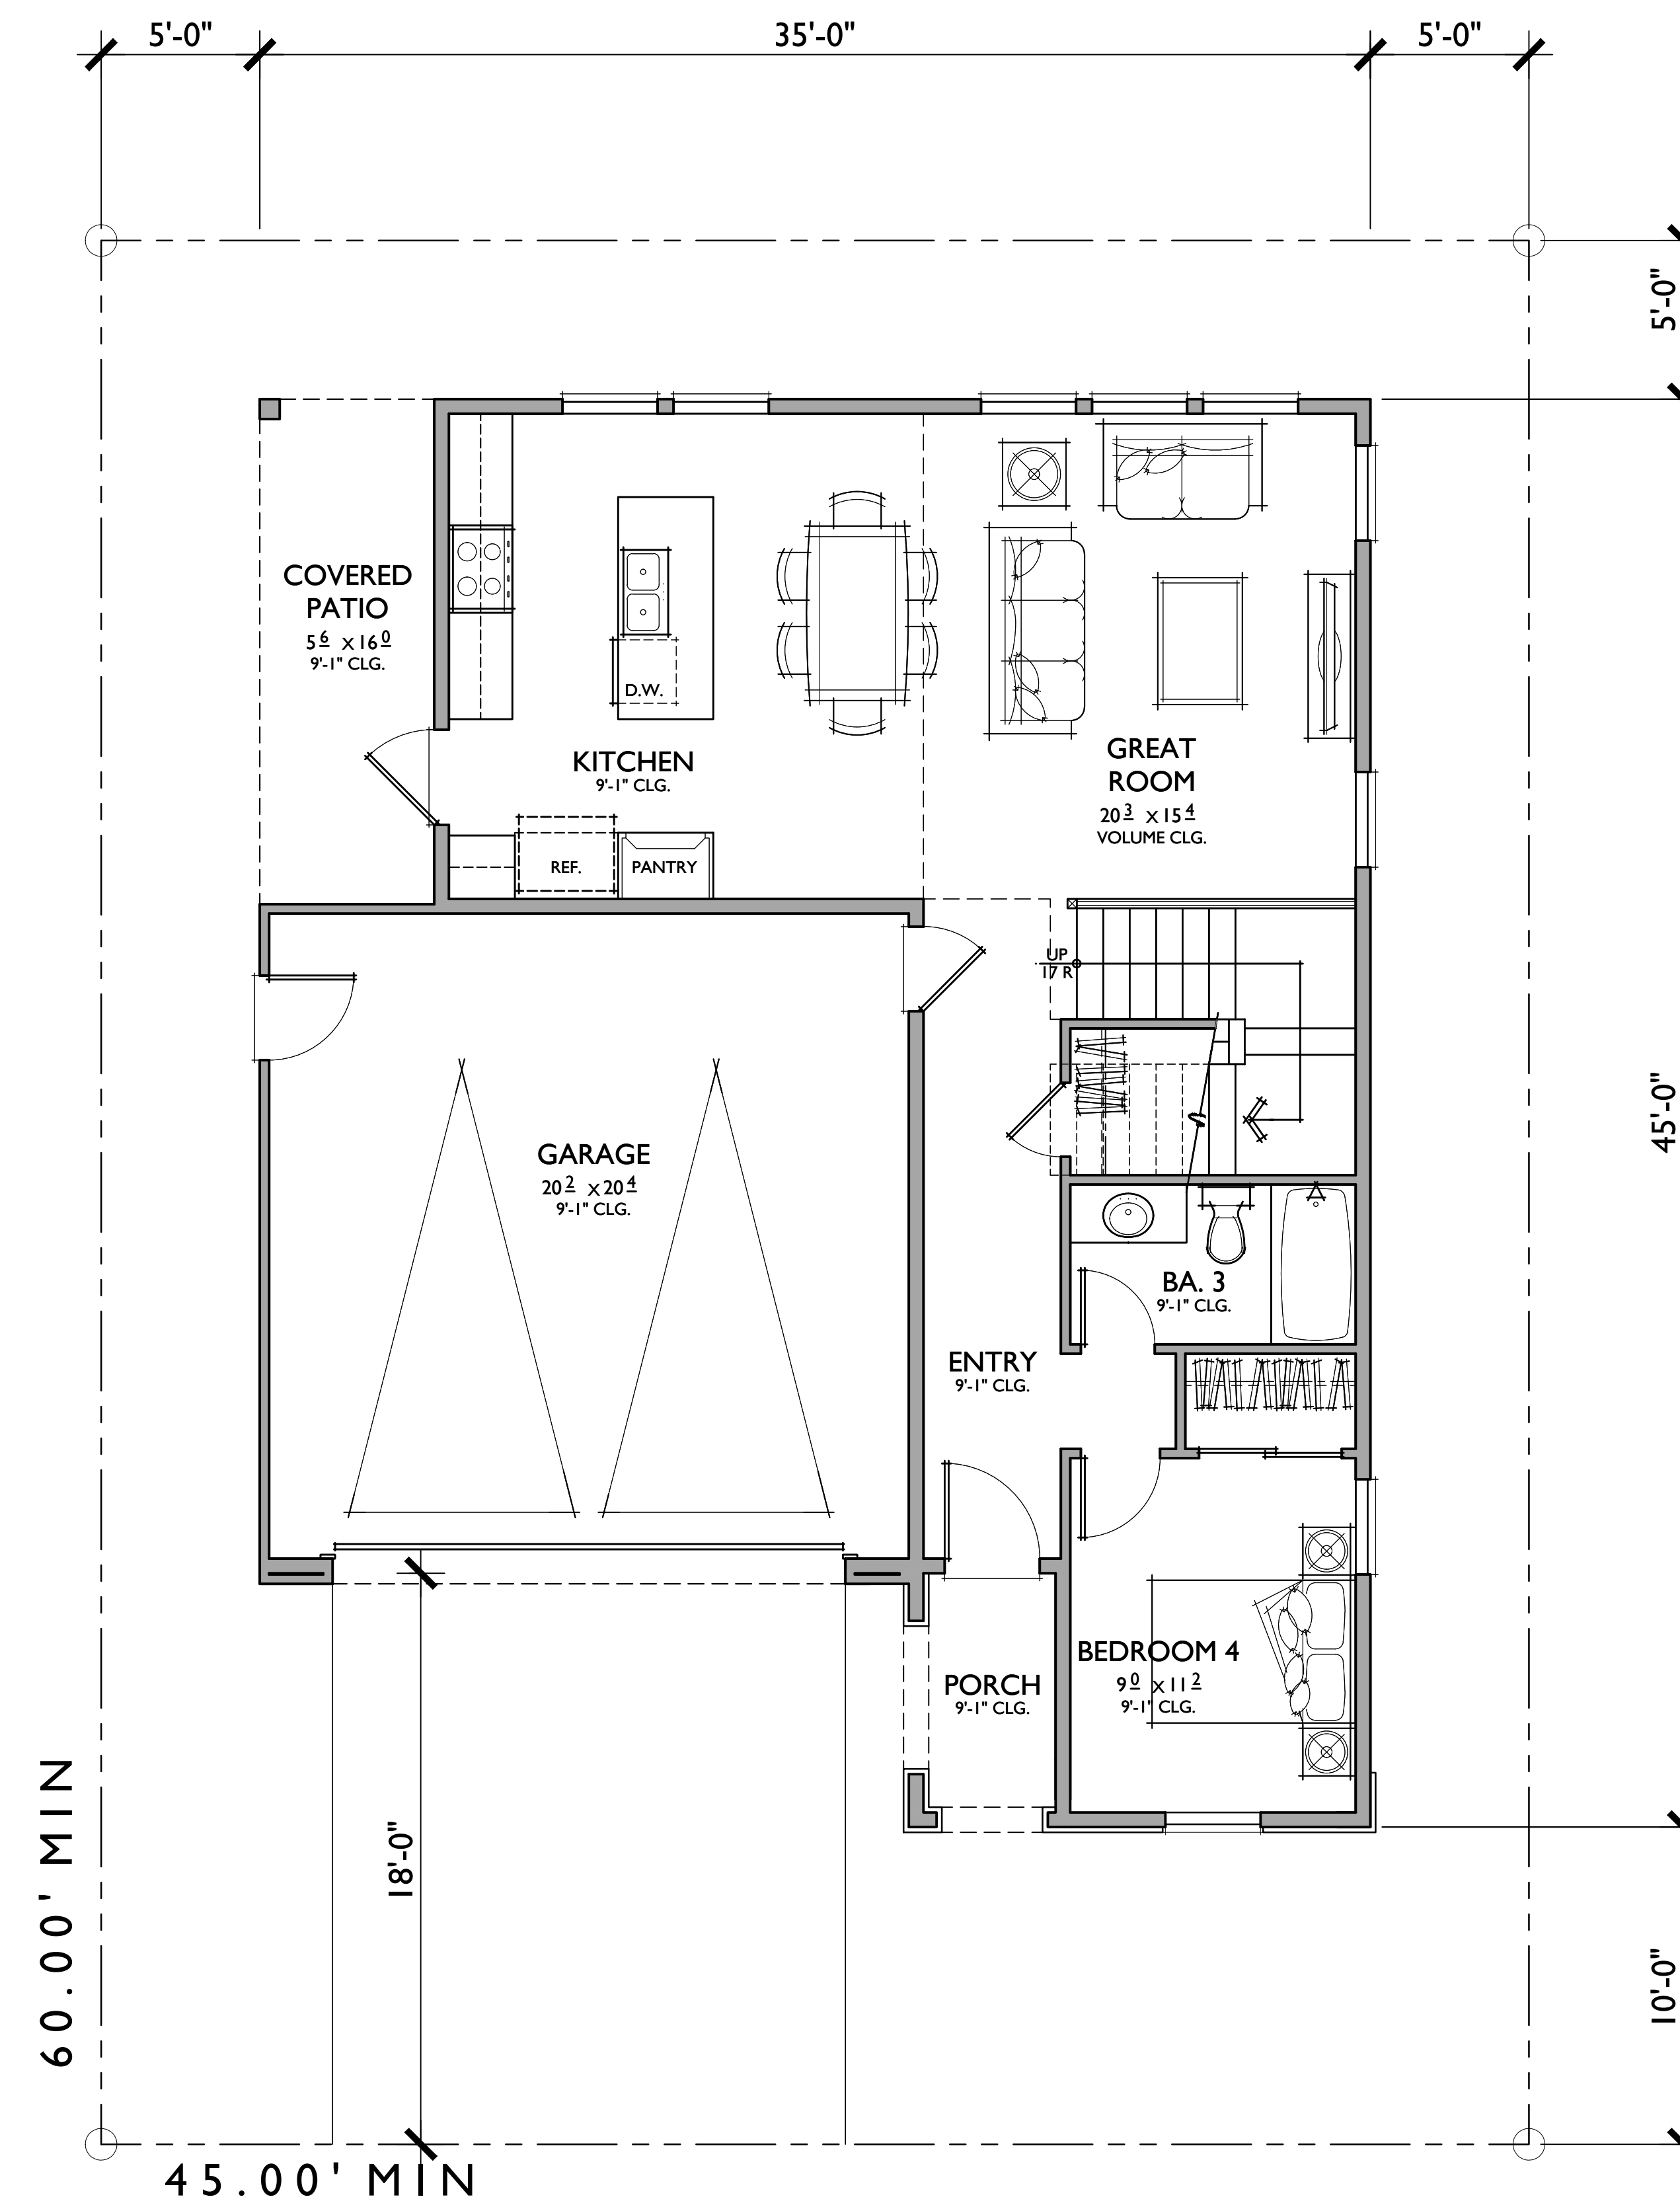 5'-0"
35'-0"
5'-0"
5'-0"
COVERED
PATIO
5 6 X 16 0
9'-1" CLG.
D.W.
KITCHEN
9'-1" CLG.
GREAT
ROOM
20 3 X 15 4
VOLUME CLG.
REF.
PANTRY
UP
17 R
45'-0"
GARAGE
20 2 X 20 4
9'-1" CLG.
BA. 3
9'-1" CLG.
ENTRY
9'-1" CLG.
BEDROOM 4
9 0 X 11 2
9'-1" CLG.
PORCH
9'-1" CLG.
18'-0"
10'-0"
60.00' MIN
45.00' MIN